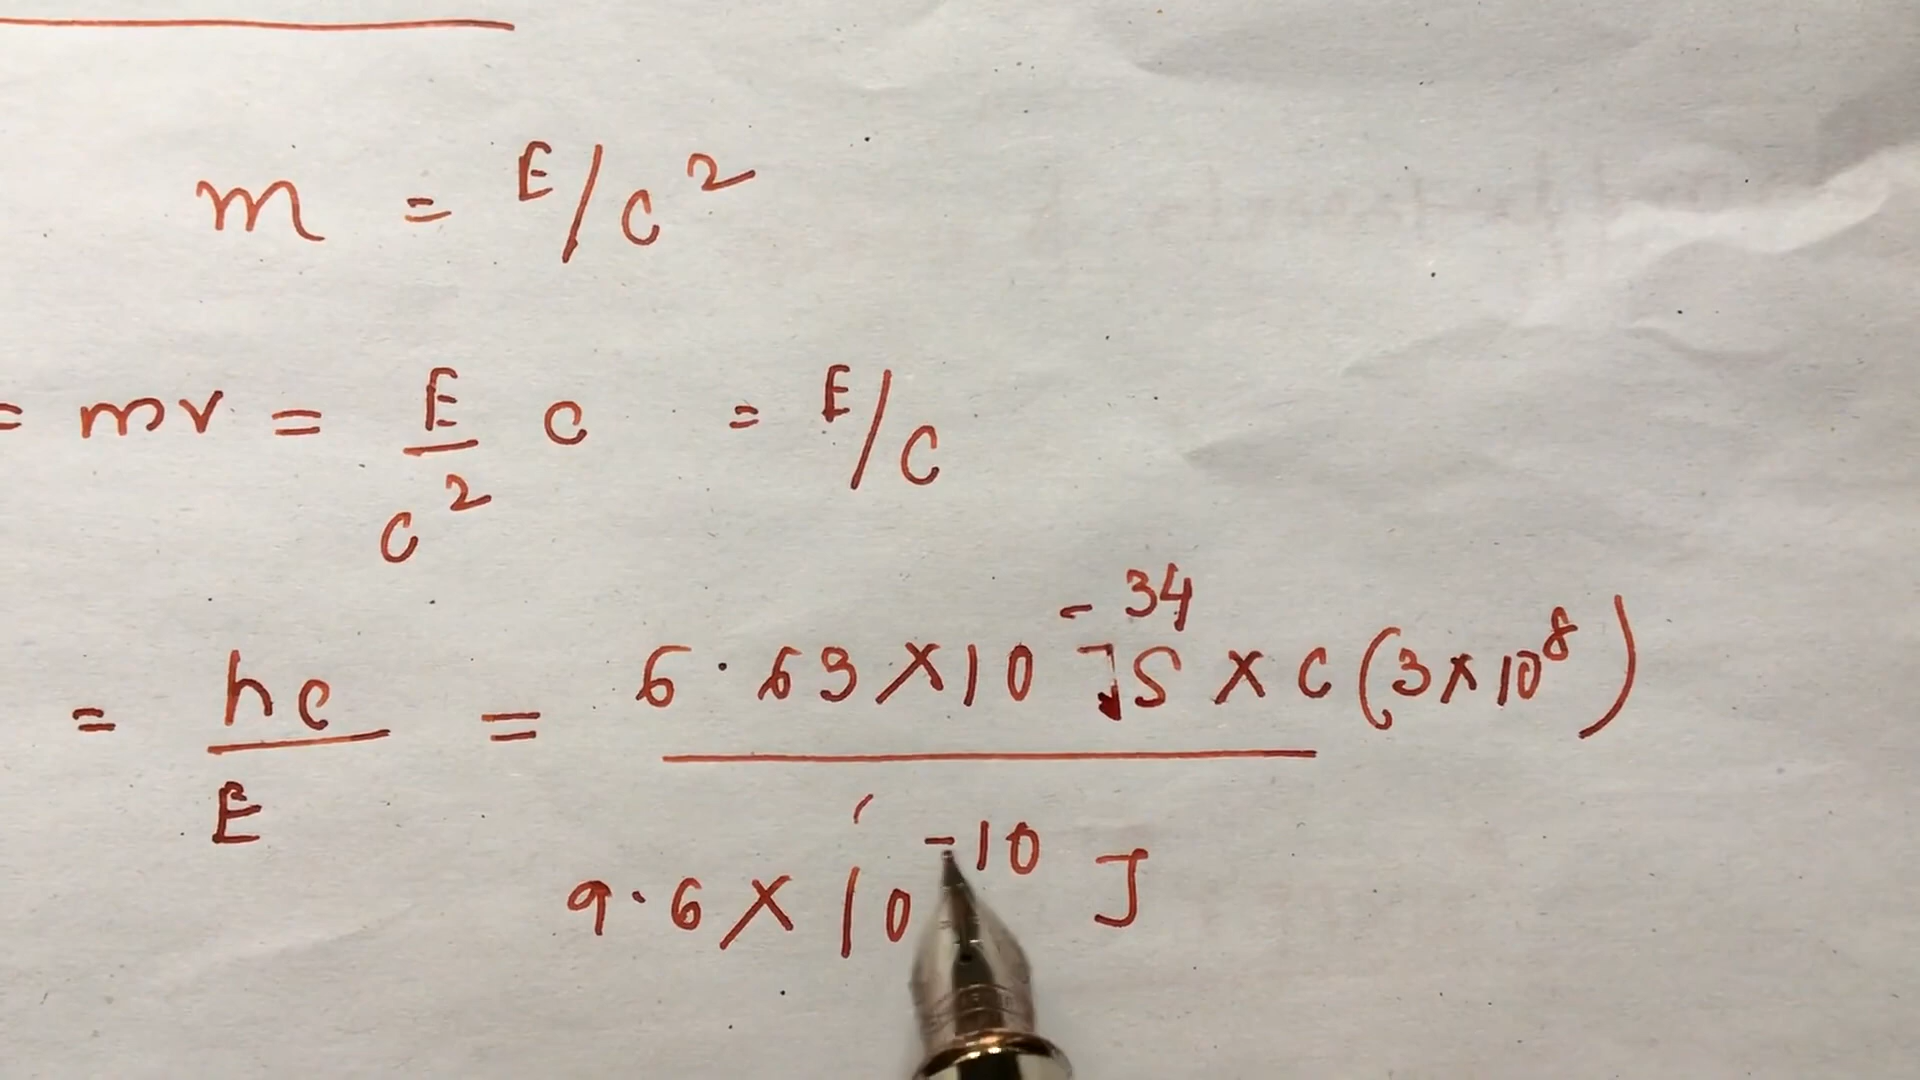 m = E/c²
= mv = E/c² c = E/c
= hc/E = 6.63×10⁻³⁴ JS × C (3×10⁸) / 9.6×10⁻¹⁰ J